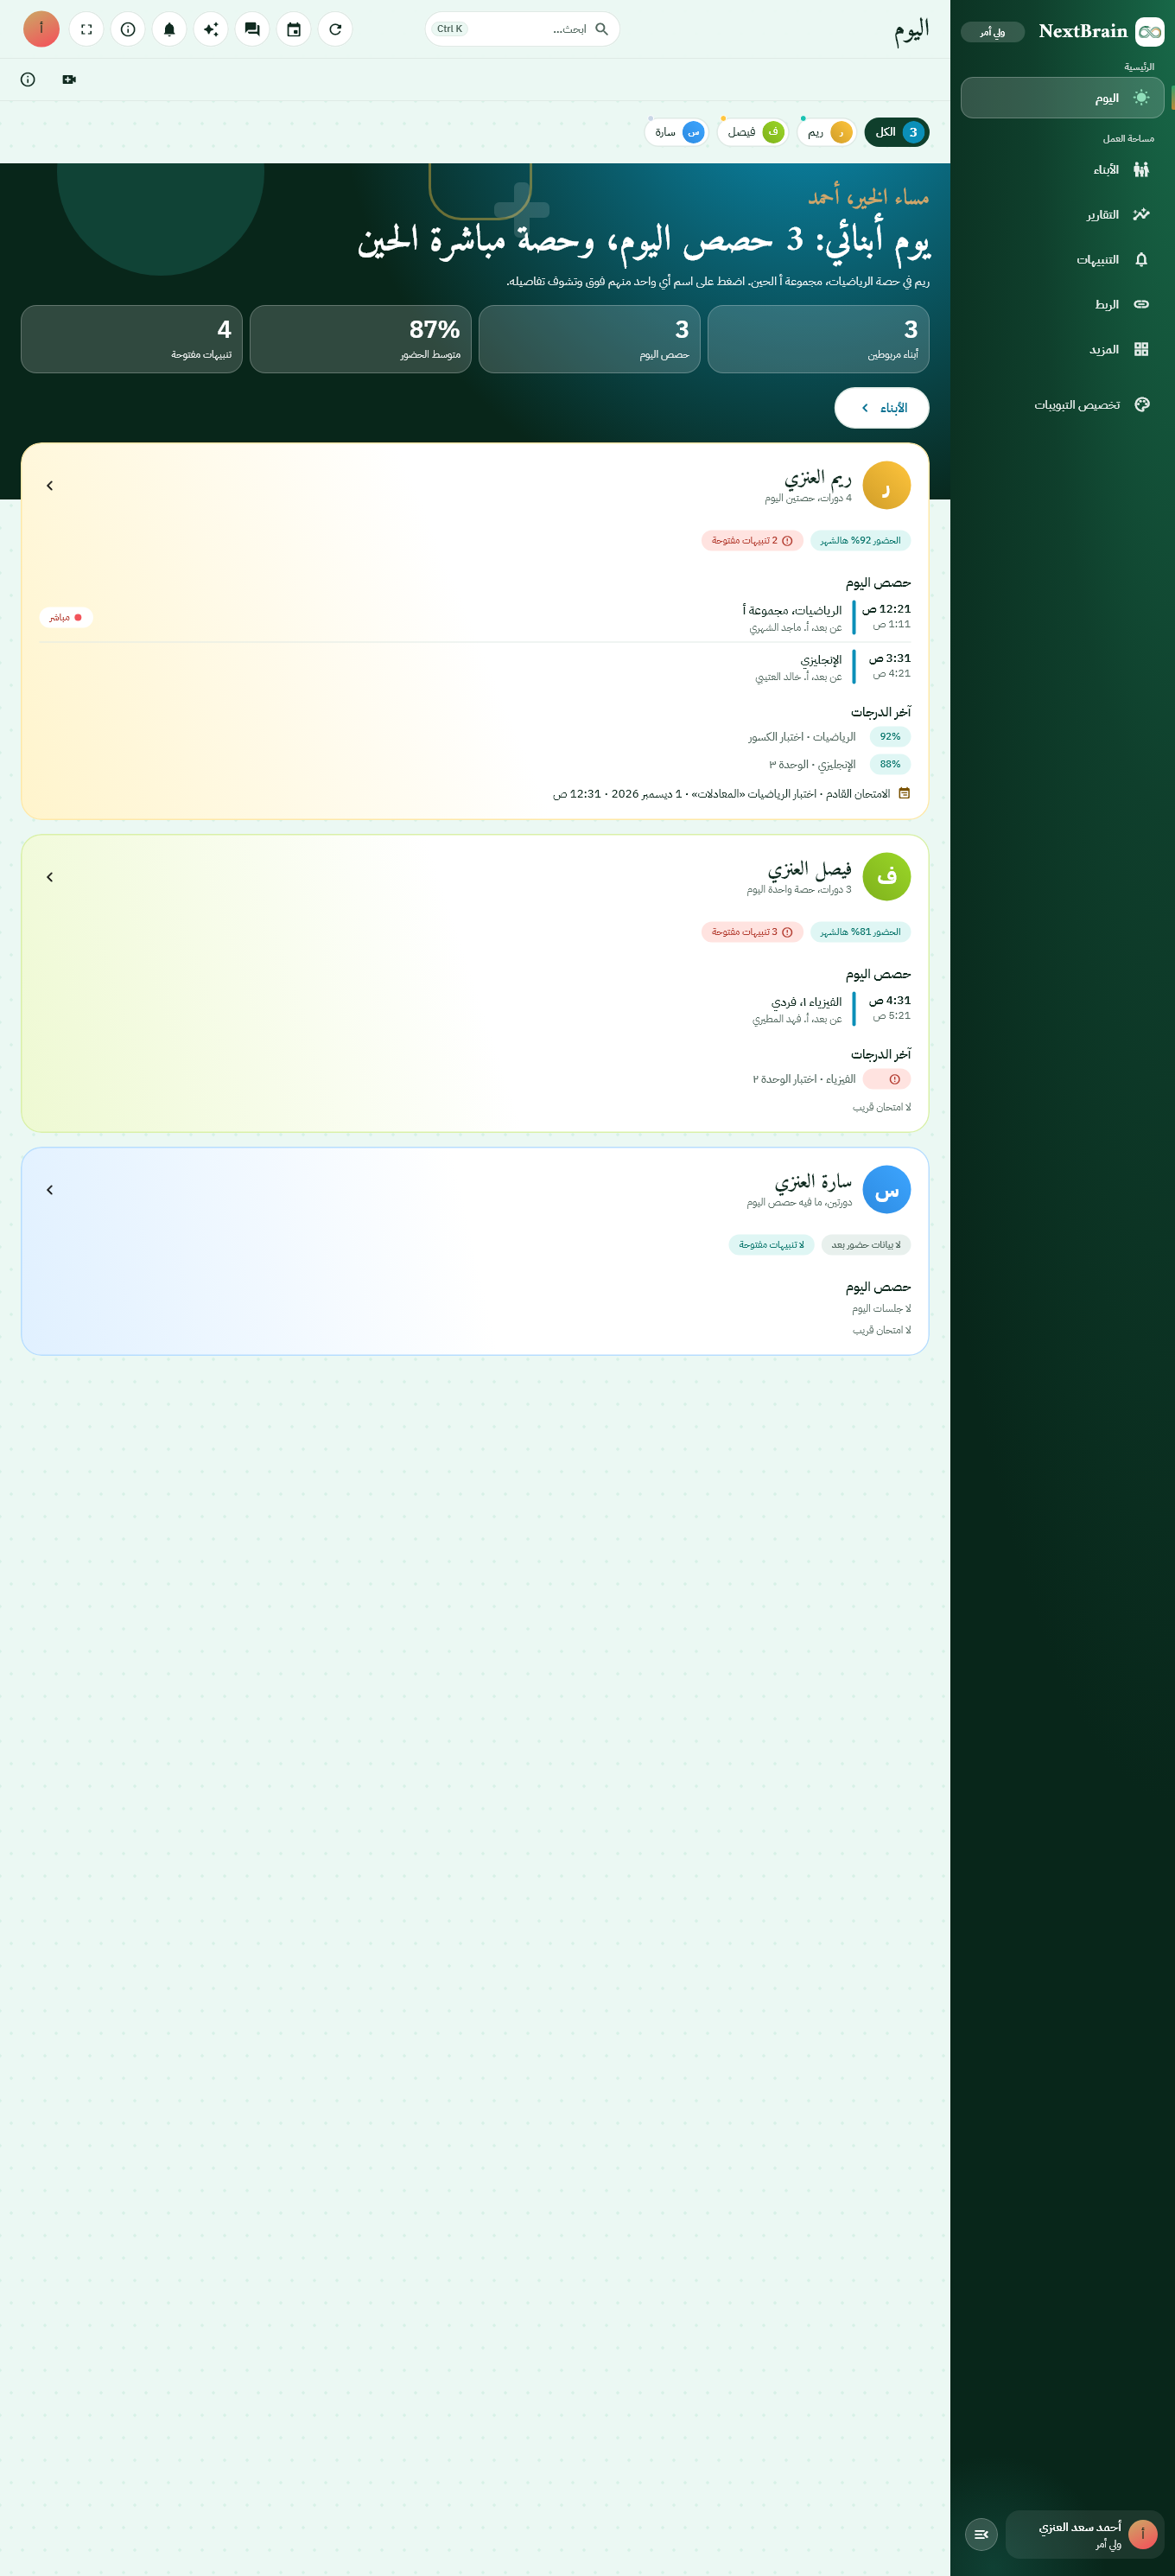 NextBrain
ولي أمر
الرئيسية
اليوم
مساحة العمل
الأبناء
التقارير
التنبيهات
الربط
المزيد
تخصيص التبويبات
اليوم
ابحث...
Ctrl K
أ
3 الكل
ر ريم
ف فيصل
س سارة
مساء الخير، أحمد
يوم أبنائي: 3 حصص اليوم، وحصة مباشرة الحين
ريم في حصة الرياضيات، مجموعة أ الحين. اضغط على اسم أي واحد منهم فوق وتشوف تفاصيله.
3
أبناء مربوطين
3
حصص اليوم
87%
متوسط الحضور
4
تنبيهات مفتوحة
الأبناء
ر
ريم العنزي
4 دورات، حصتين اليوم
الحضور 92% هالشهر
2 تنبيهات مفتوحة
حصص اليوم
12:21 ص
1:11 ص
الرياضيات، مجموعة أ
عن بعد، أ. ماجد الشهري
مباشر
3:31 ص
4:21 ص
الإنجليزي
عن بعد، أ. خالد العتيبي
آخر الدرجات
92% الرياضيات · اختبار الكسور
88% الإنجليزي · الوحدة ٣
الامتحان القادم · اختبار الرياضيات «المعادلات» · 1 ديسمبر 2026 · 12:31 ص
ف
فيصل العنزي
3 دورات، حصة واحدة اليوم
الحضور 81% هالشهر
3 تنبيهات مفتوحة
حصص اليوم
4:31 ص
5:21 ص
الفيزياء ١، فردي
عن بعد، أ. فهد المطيري
آخر الدرجات
الفيزياء · اختبار الوحدة ٢
لا امتحان قريب
س
سارة العنزي
دورتين، ما فيه حصص اليوم
لا بيانات حضور بعد
لا تنبيهات مفتوحة
حصص اليوم
لا جلسات اليوم
لا امتحان قريب
أ
أحمد سعد العنزي
ولي أمر